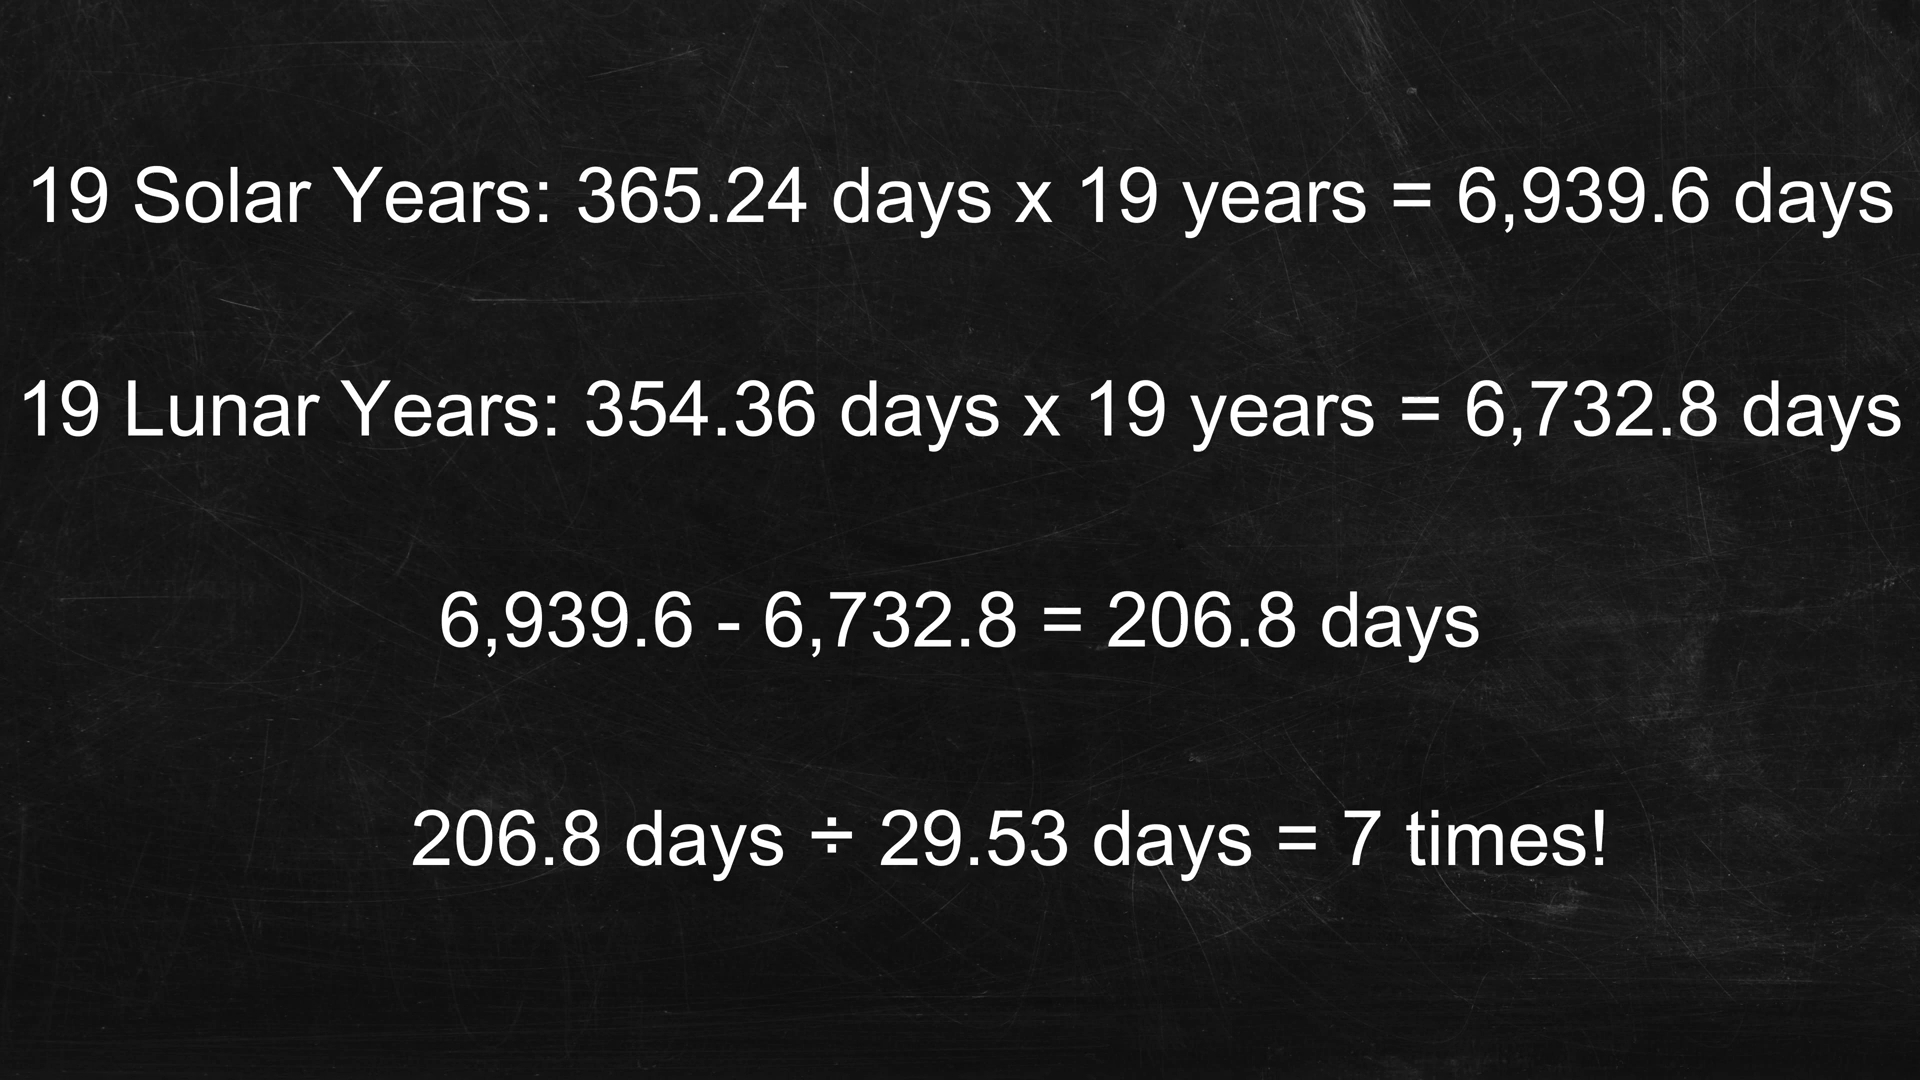 19 Solar Years: 365.24 days x 19 years = 6,939.6 days
19 Lunar Years: 354.36 days x 19 years = 6,732.8 days
6,939.6 - 6,732.8 = 206.8 days
206.8 days ÷ 29.53 days = 7 times!